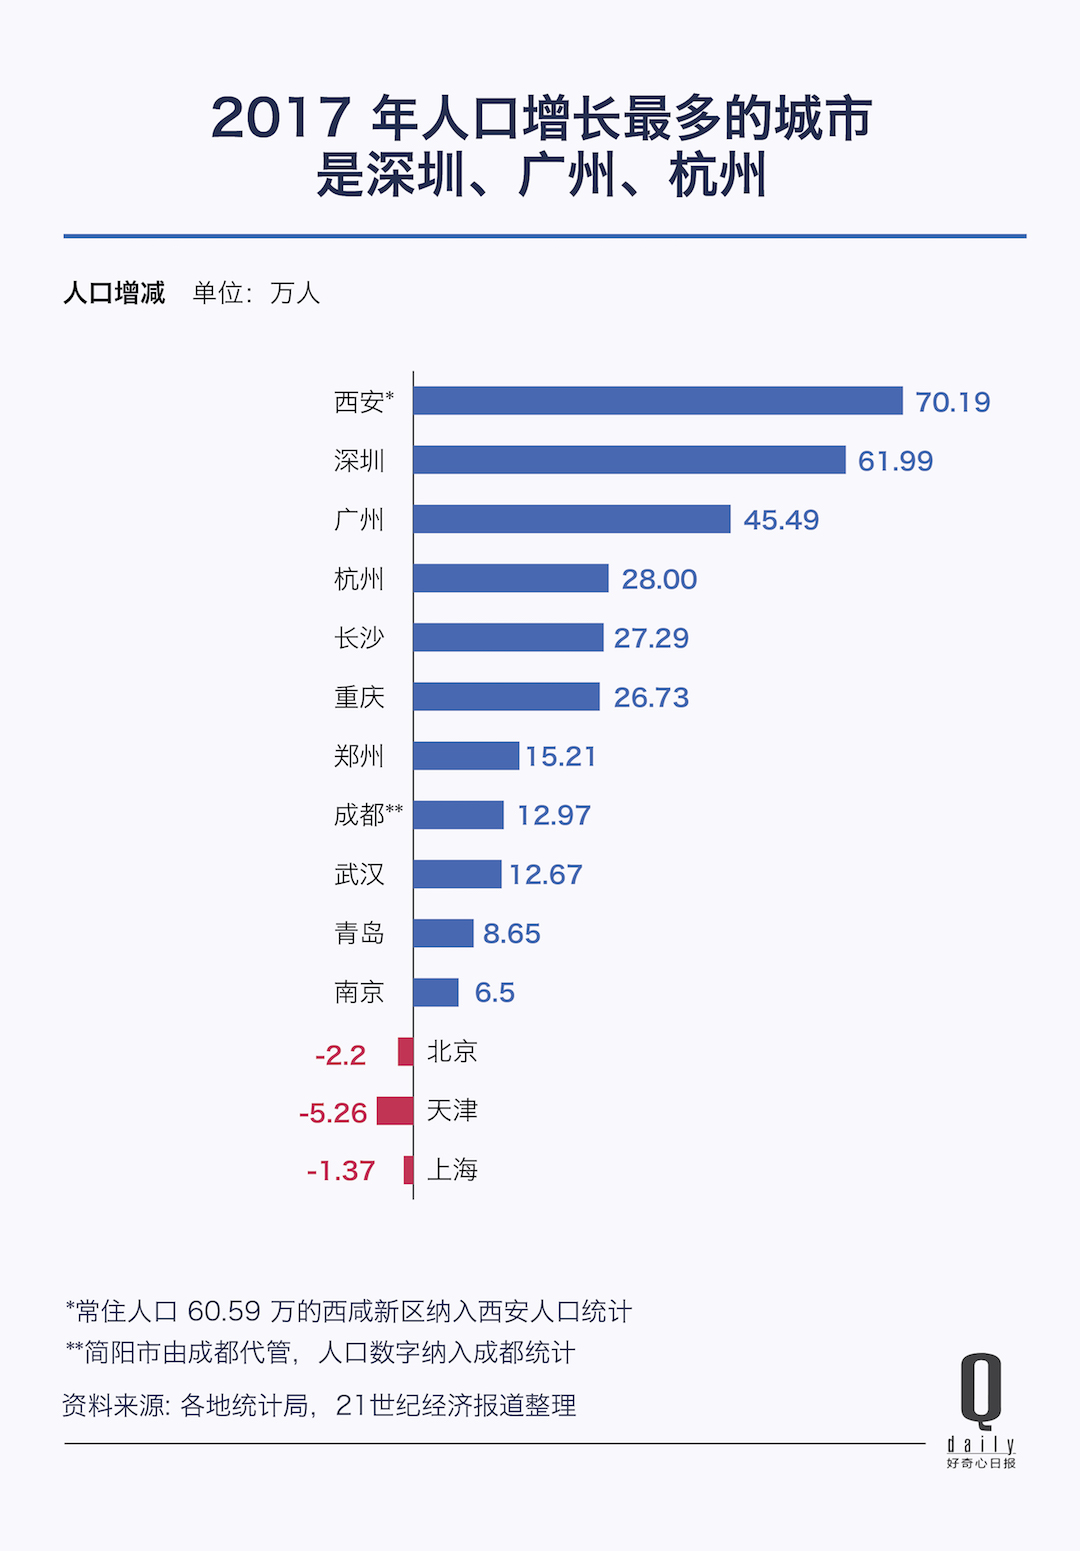 2017 年人口增长最多的城市
是深圳、广州、杭州
人口增减 单位：万人
西安* 70.19
深圳 61.99
广州 45.49
杭州 28.00
长沙 27.29
重庆 26.73
郑州 15.21
成都** 12.97
武汉 12.67
青岛 8.65
南京 6.5
-2.2 北京
-5.26 天津
-1.37 上海
*常住人口 60.59 万的西咸新区纳入西安人口统计
**简阳市由成都代管，人口数字纳入成都统计
资料来源: 各地统计局，21世纪经济报道整理
Q
daily
好奇心日报